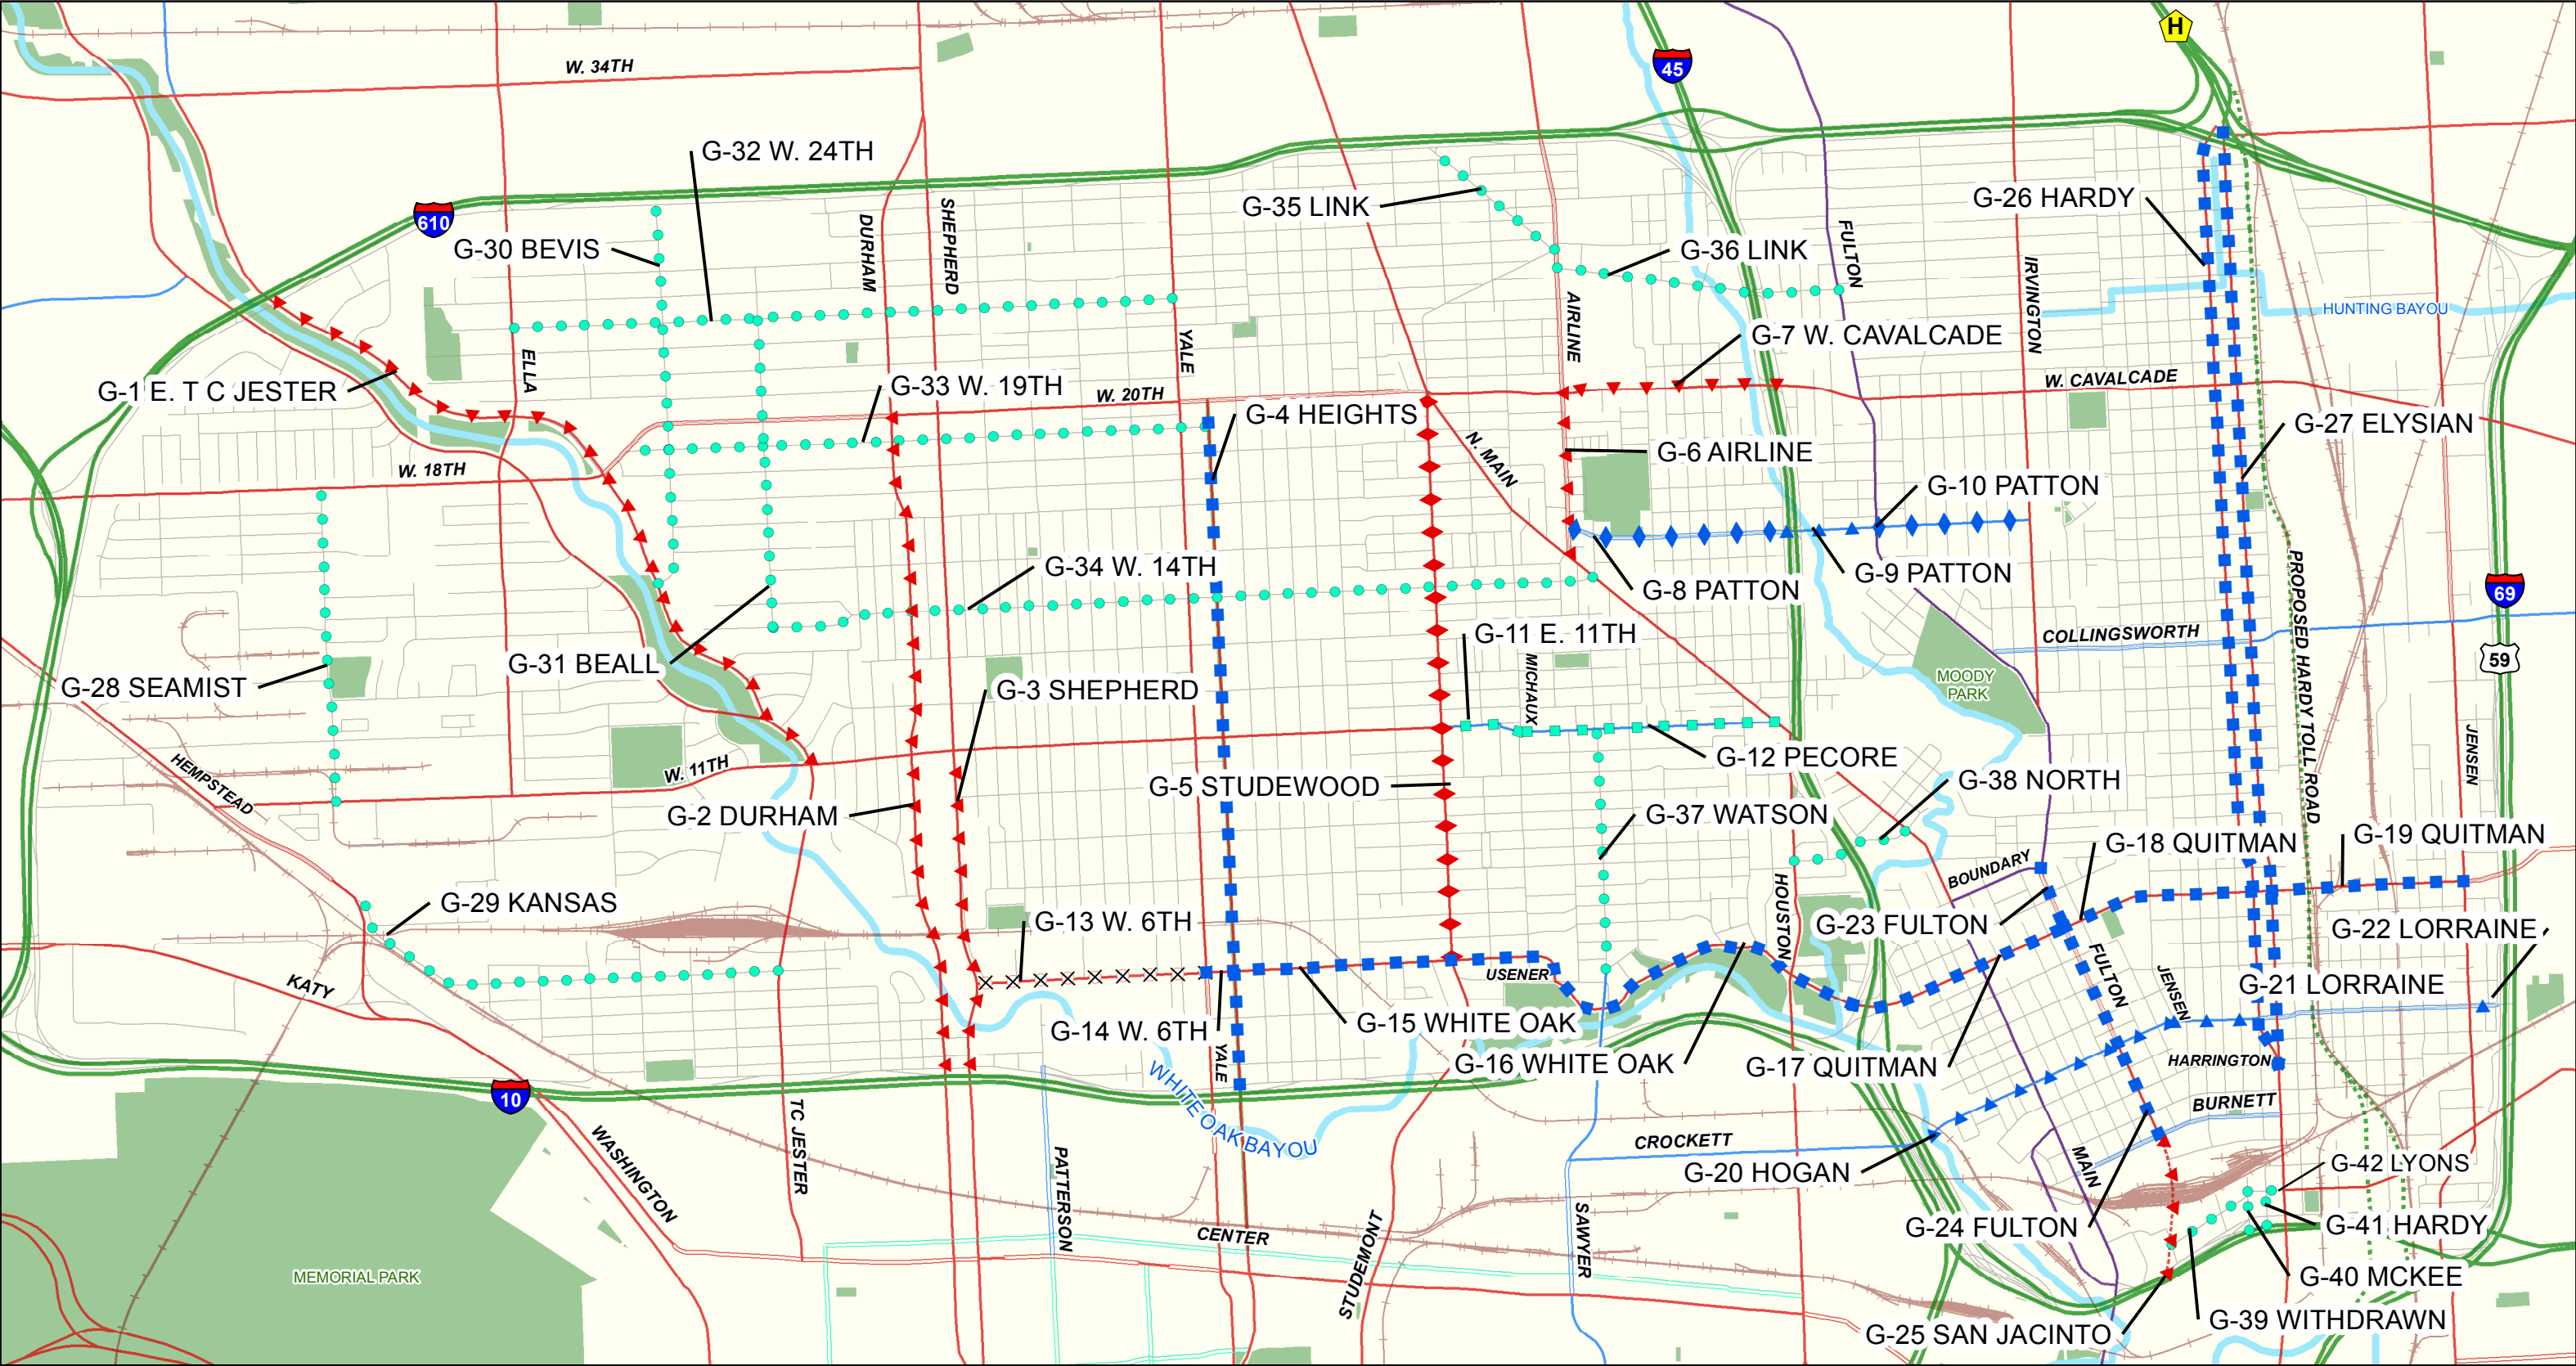 H
45
W. 34TH
G-32 W. 24TH
610
G-30 BEVIS
DURHAM
SHEPHERD
G-35 LINK
G-36 LINK
FULTON
G-26 HARDY
IRVINGTON
HUNTING BAYOU
ELLA
YALE
AIRLINE
G-7 W. CAVALCADE
W. CAVALCADE
G-1 E. T C JESTER
G-33 W. 19TH
W. 20TH
G-4 HEIGHTS
G-27 ELYSIAN
N. MAIN
G-6 AIRLINE
W. 18TH
G-10 PATTON
G-34 W. 14TH
G-9 PATTON
G-8 PATTON
69
PROPOSED HARDY TOLL ROAD
G-11 E. 11TH
COLLINGSWORTH
59
G-31 BEALL
MICHAUX
MOODY
PARK
G-28 SEAMIST
G-3 SHEPHERD
JENSEN
HEMPSTEAD
W. 11TH
G-12 PECORE
G-5 STUDEWOOD
G-38 NORTH
G-2 DURHAM
G-37 WATSON
G-18 QUITMAN
G-19 QUITMAN
BOUNDARY
G-29 KANSAS
HOUSTON
G-13 W. 6TH
G-23 FULTON
G-22 LORRAINE
FULTON
JENSEN
KATY
USENER
G-21 LORRAINE
G-14 W. 6TH
G-15 WHITE OAK
YALE
G-16 WHITE OAK
G-17 QUITMAN
HARRINGTON
10
WHITE OAK BAYOU
BURNETT
TC JESTER
WASHINGTON
PATTERSON
CROCKETT
G-20 HOGAN
MAIN
G-42 LYONS
CENTER
STUDEMONT
SAWYER
G-24 FULTON
G-41 HARDY
MEMORIAL PARK
G-40 MCKEE
G-25 SAN JACINTO
G-39 WITHDRAWN